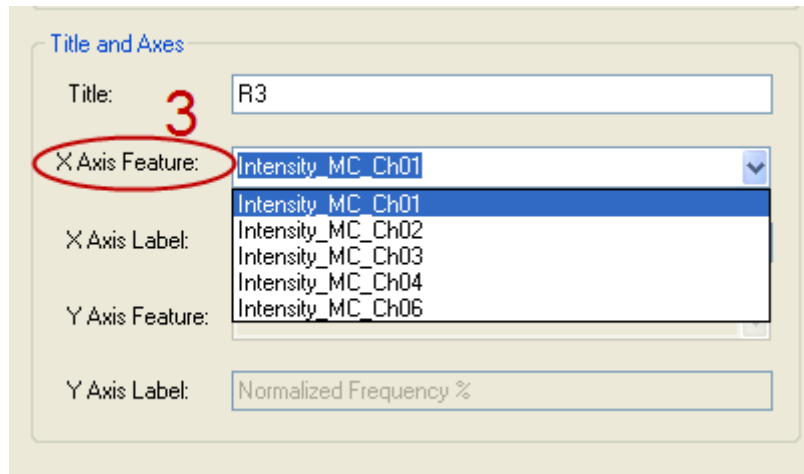 Title and Axes
Title: R3
3
X Axis Feature: Intensity_MC_Ch01
Intensity_MC_Ch01
Intensity_MC_Ch02
X Axis Label:
Intensity_MC_Ch03
Intensity_MC_Ch04
Y Axis Feature:
Intensity_MC_Ch06
Y Axis Label: Normalized Frequency %